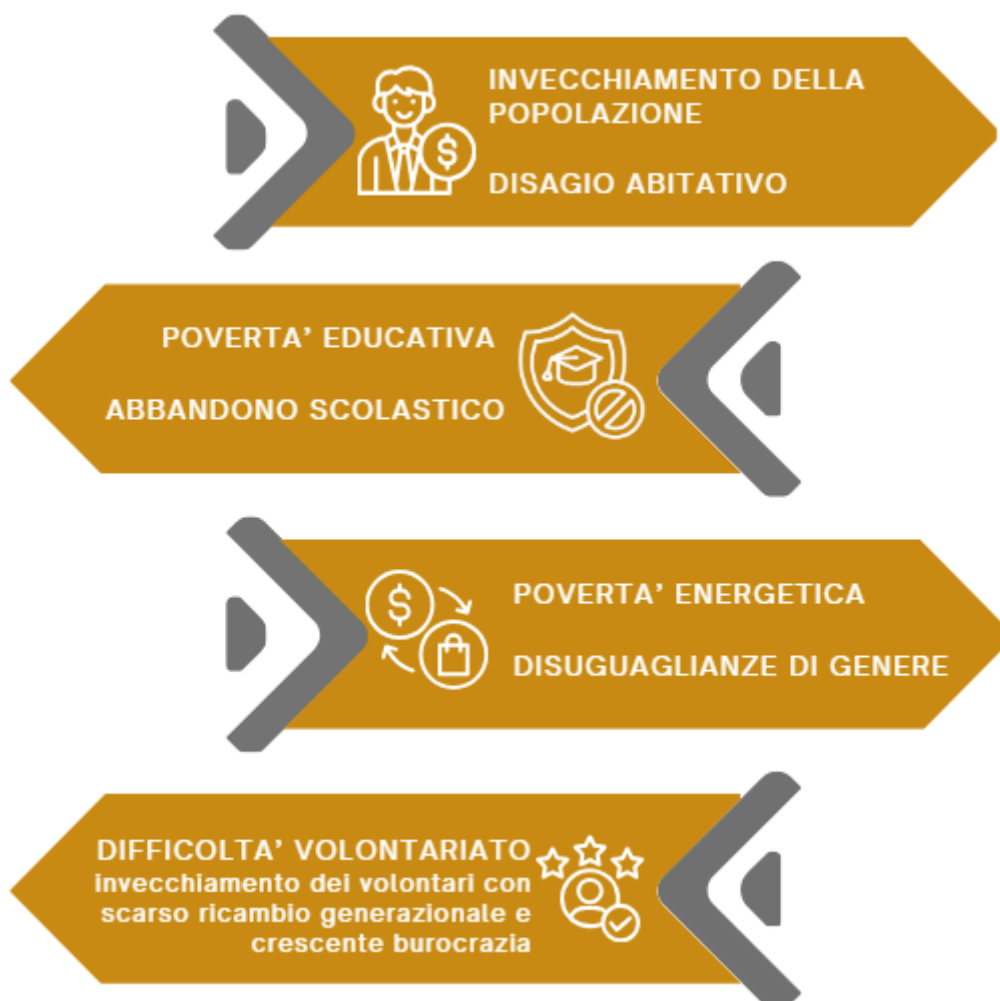 INVECCHIAMENTO DELLA
POPOLAZIONE
DISAGIO ABITATIVO
POVERTA' EDUCATIVA
ABBANDONO SCOLASTICO
$
POVERTA' ENERGETICA
DISUGUAGLIANZE DI GENERE
DIFFICOLTA' VOLONTARIATO
invecchiamento dei volontari con
scarso ricambio generazionale e
crescente burocrazia